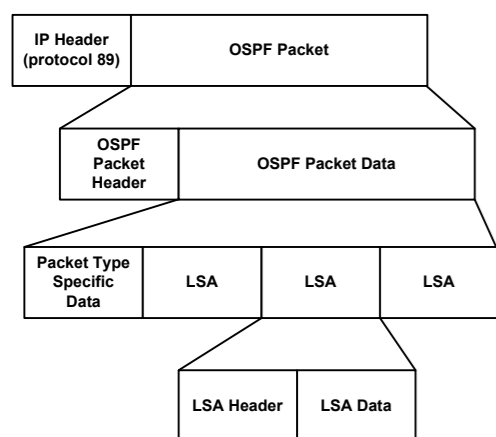 IP Header
(protocol 89)
OSPF Packet
OSPF
Packet
Header
OSPF Packet Data
Packet Type
Specific
Data
LSA
LSA
LSA
LSA Header
LSA Data